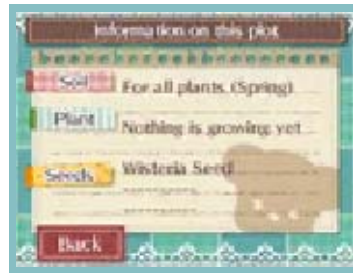 Information on this plot
Soil For all plants (Spring)
Plant Nothing is growing yet
Seeds Wisteria Seed
Back